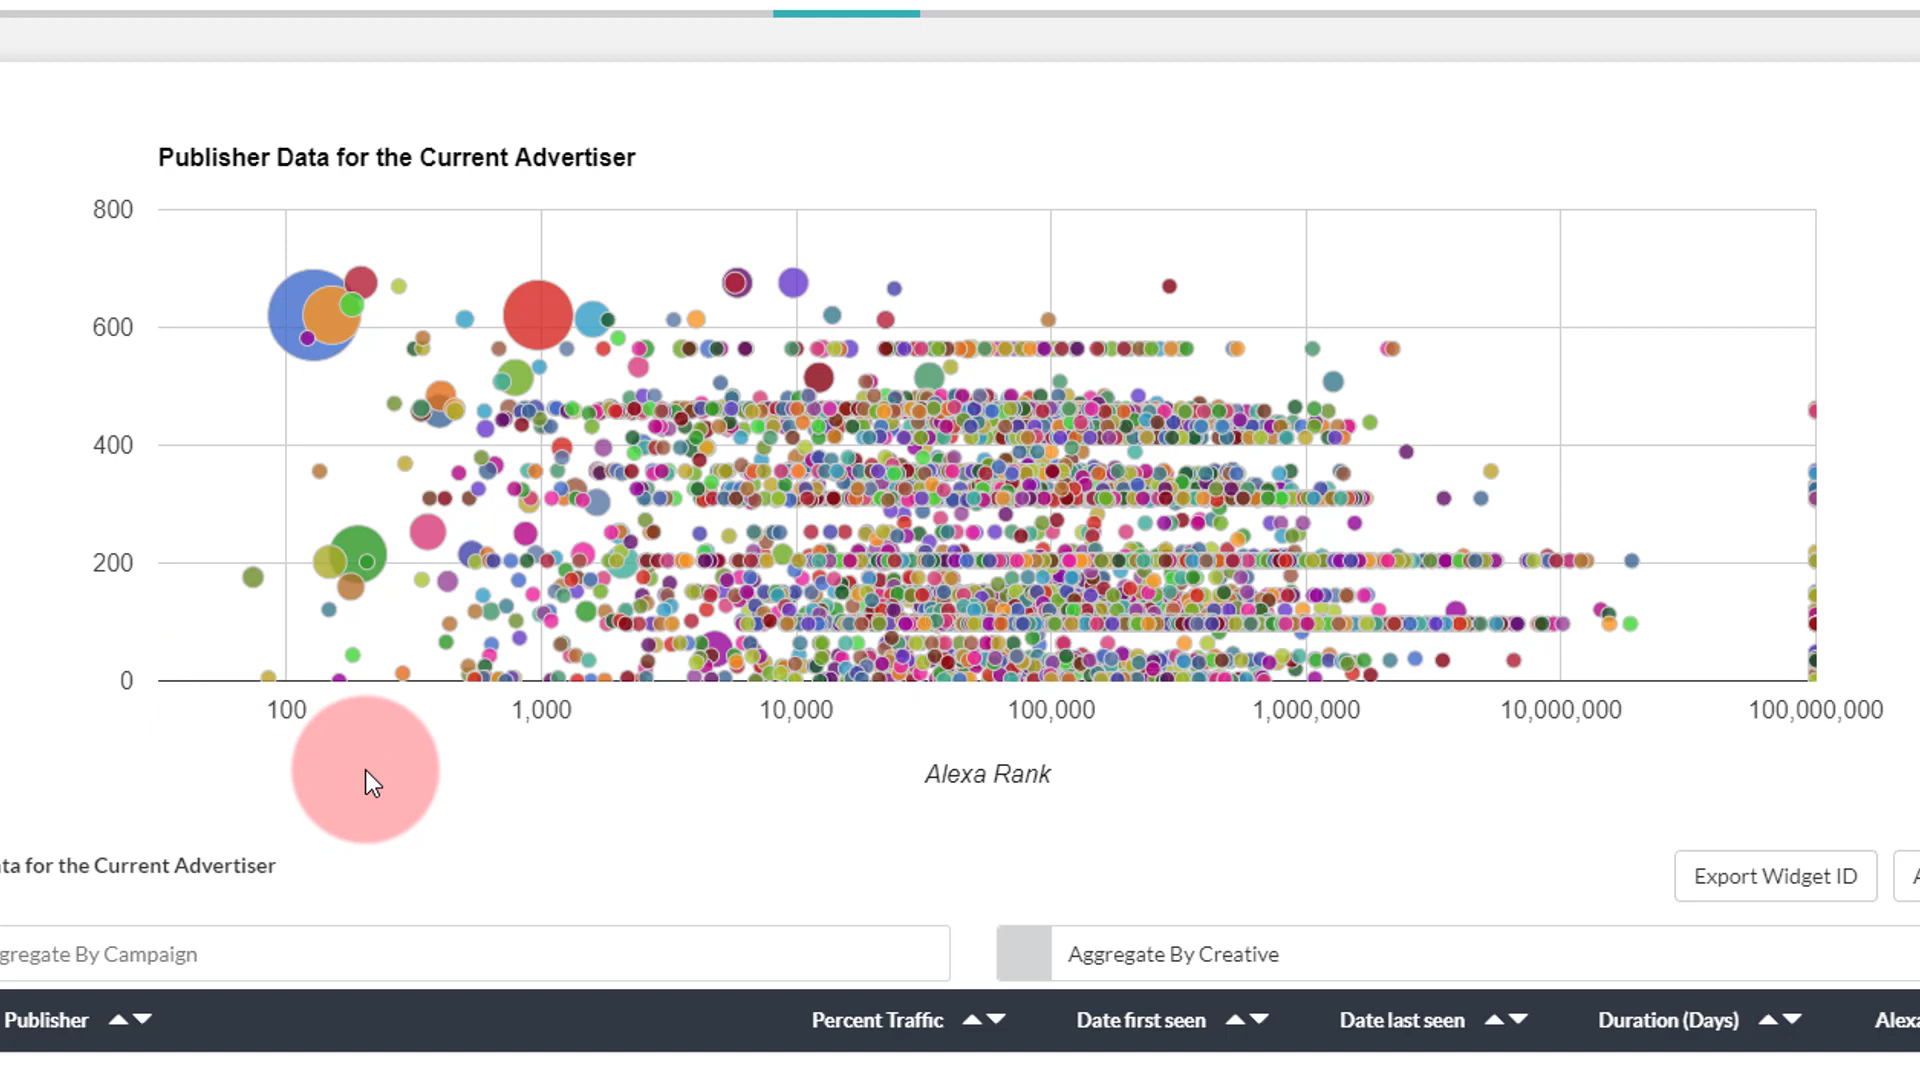 Publisher Data for the Current Advertiser
800
600
400
200
0
100 1,000 10,000 100,000 1,000,000 10,000,000 100,000,000
Alexa Rank
ata for the Current Advertiser
Export Widget ID A
gregate By Campaign Aggregate By Creative
Publisher Percent Traffic Date first seen Date last seen Duration (Days) Alexa